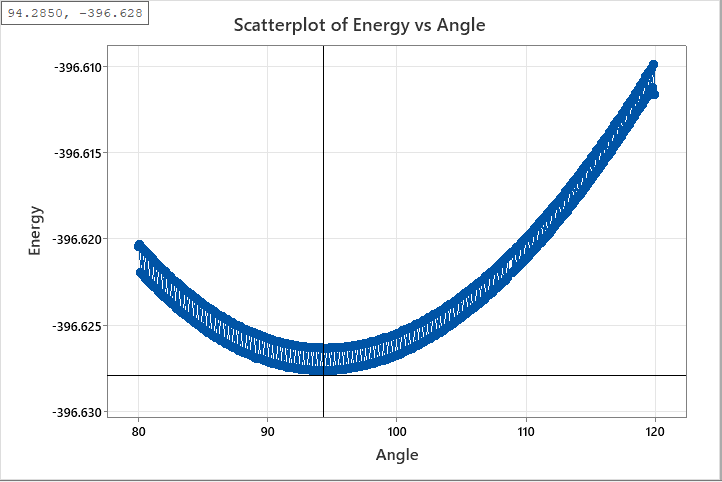 94.2850, -396.628
Scatterplot of Energy vs Angle
-396.610
-396.615
-396.620
-396.625
-396.630
Energy
80 90 100 110 120
Angle